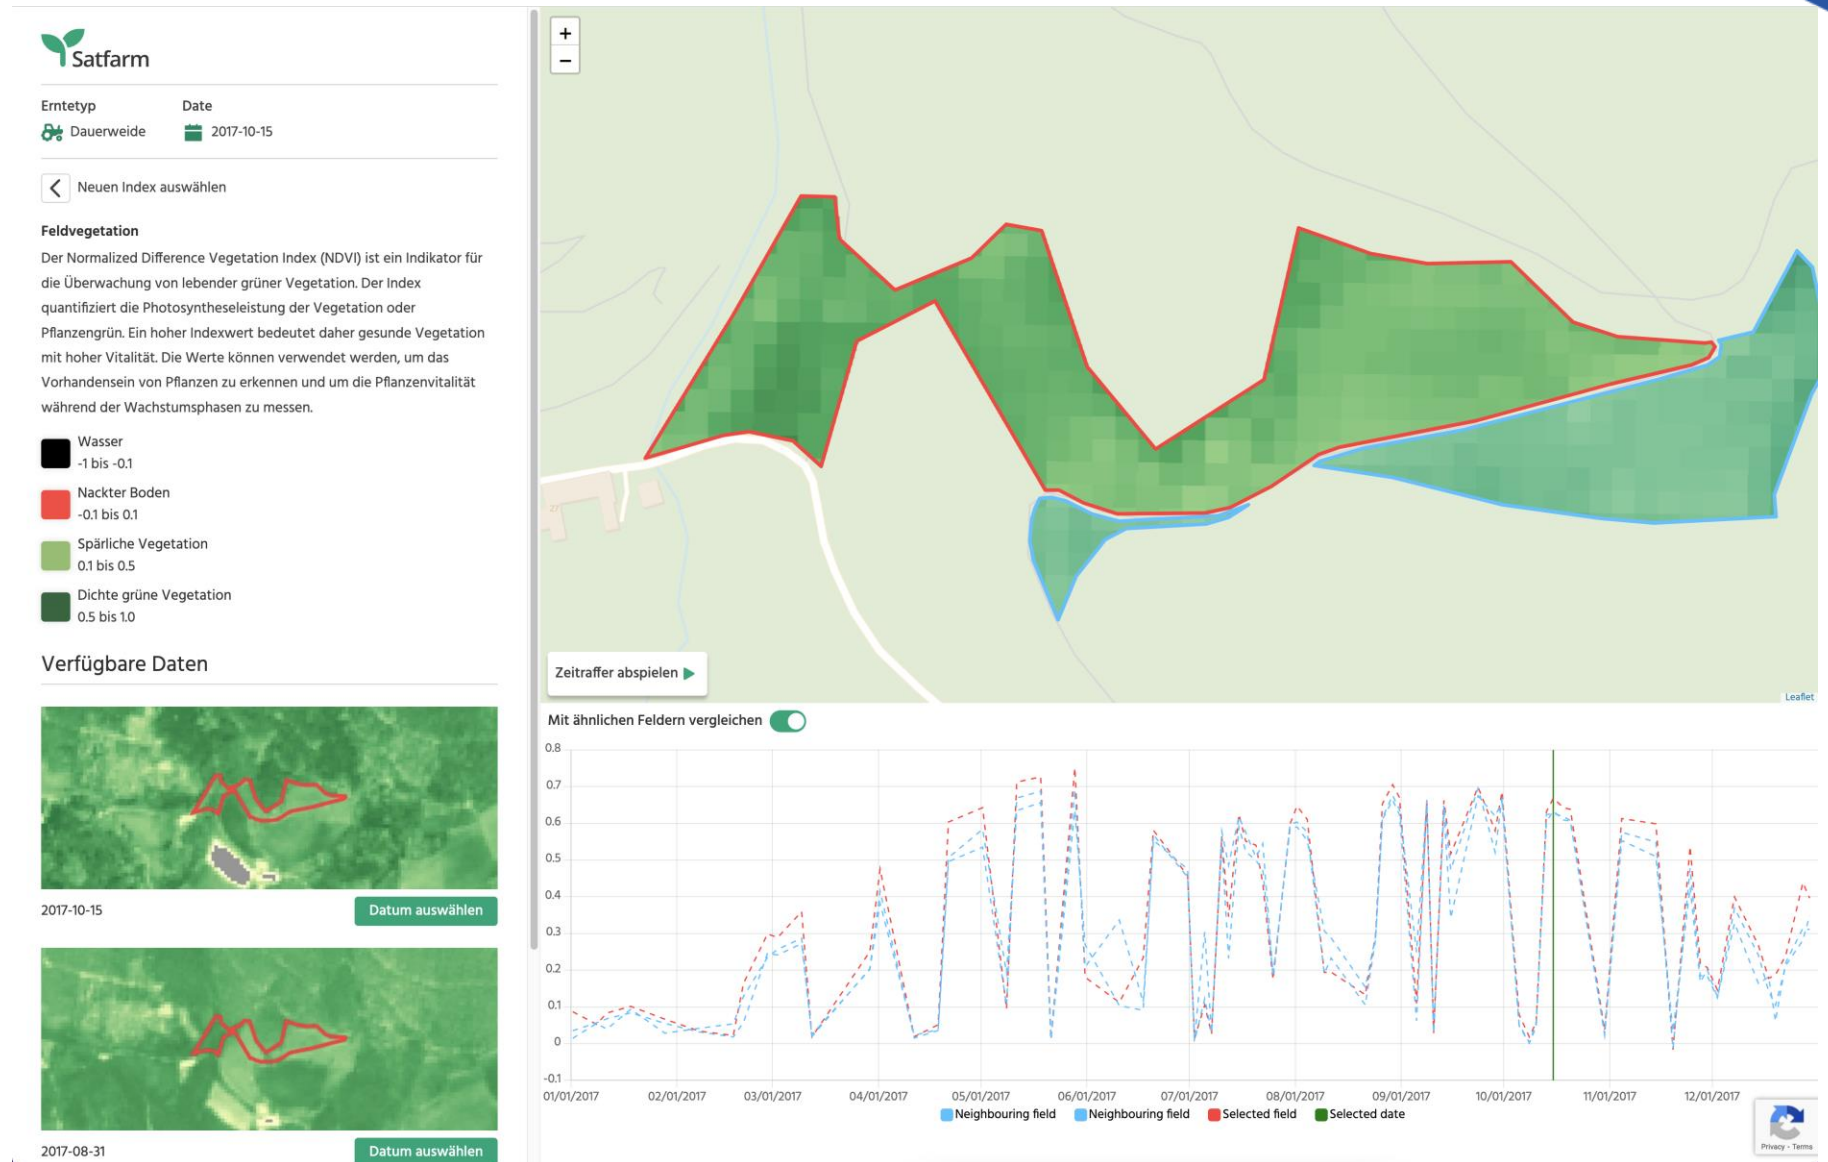 Satfarm
Erntetyp
Date
Dauerweide
2017-10-15
Neuen Index auswählen
Feldvegetation
Der Normalized Difference Vegetation Index (NDVI) ist ein Indikator für
die Überwachung von lebender grüner Vegetation. Der Index
quantifiziert die Photosyntheseleistung der Vegetation oder
Pflanzengrün. Ein hoher Indexwert bedeutet daher gesunde Vegetation
mit hoher Vitalität. Die Werte können verwendet werden, um das
Vorhandensein von Pflanzen zu erkennen und um die Pflanzenvitalität
während der Wachstumsphasen zu messen.
Wasser
-1 bis -0.1
Nackter Boden
-0.1 bis 0.1
Spärliche Vegetation
0.1 bis 0.5
Dichte grüne Vegetation
0.5 bis 1.0
Verfügbare Daten
2017-10-15
Datum auswählen
2017-08-31
Datum auswählen
+
−
27
Zeitraffer abspielen
Leaflet
Mit ähnlichen Feldern vergleichen
0.8
0.7
0.6
0.5
0.4
0.3
0.2
0.1
0
-0.1
01/01/2017 02/01/2017 03/01/2017 04/01/2017 05/01/2017 06/01/2017 07/01/2017 08/01/2017 09/01/2017 10/01/2017 11/01/2017 12/01/2017
Neighbouring field Neighbouring field Selected field Selected date
Privacy - Terms